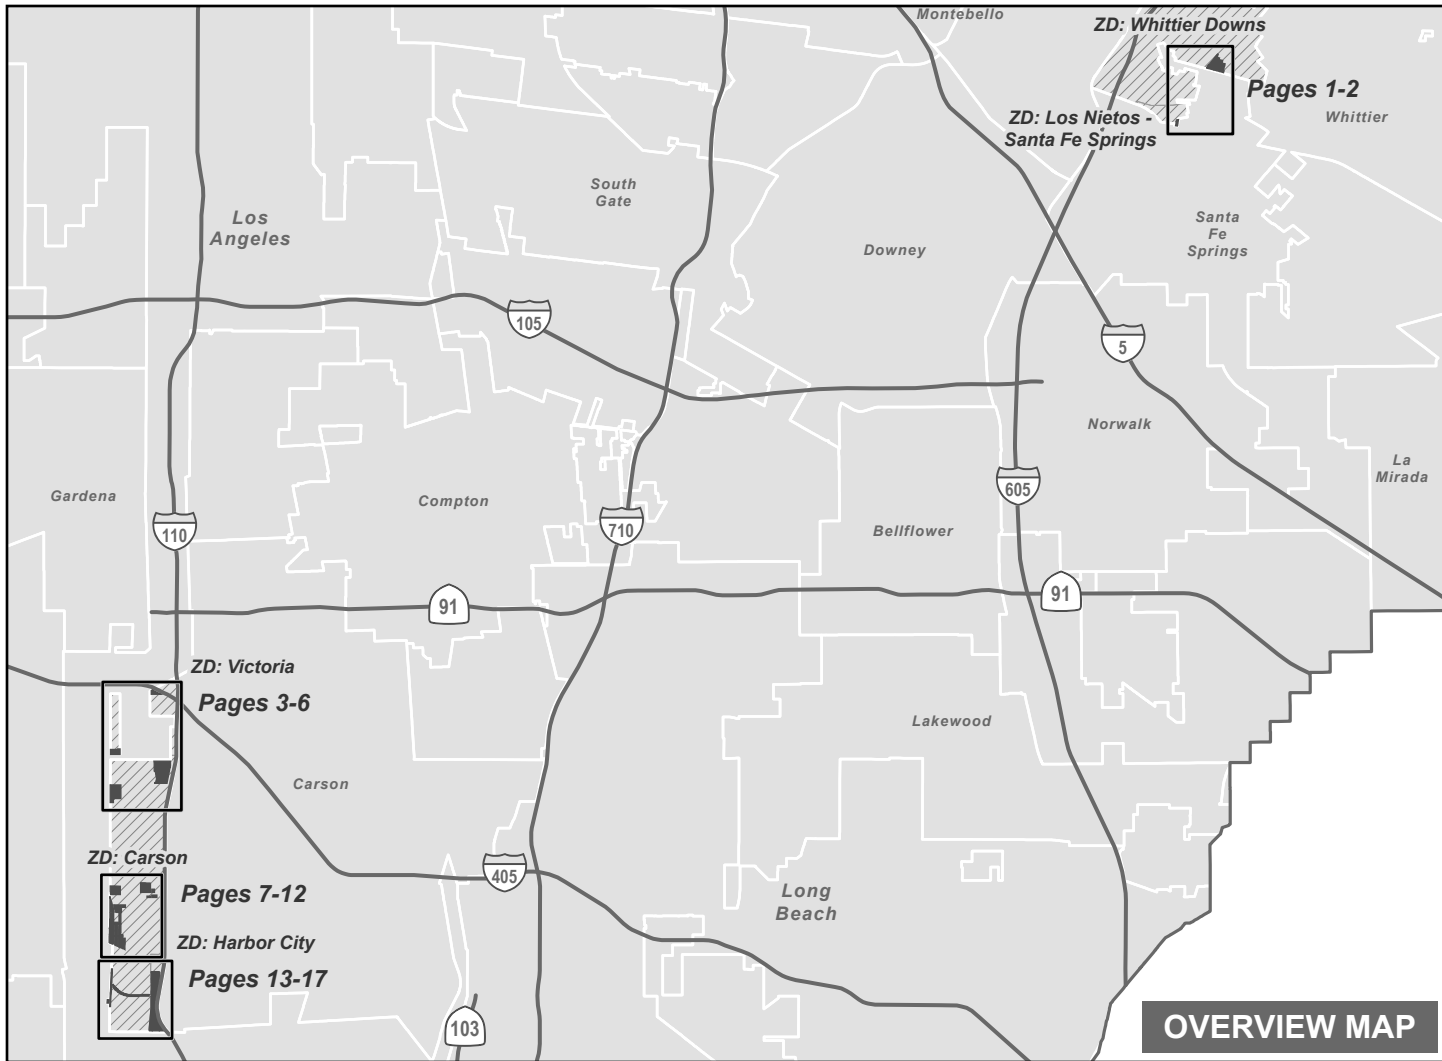 Montebello
ZD: Whittier Downs
Pages 1-2
Whittier
ZD: Los Nietos -
Santa Fe Springs
South
Gate
Los
Angeles
Santa
Fe
Springs
Downey
105
5
Norwalk
La
Mirada
Gardena
Compton
605
110
710
Bellflower
91
91
ZD: Victoria
Pages 3-6
Lakewood
Carson
ZD: Carson
405
Pages 7-12
Long
Beach
ZD: Harbor City
Pages 13-17
103
OVERVIEW MAP